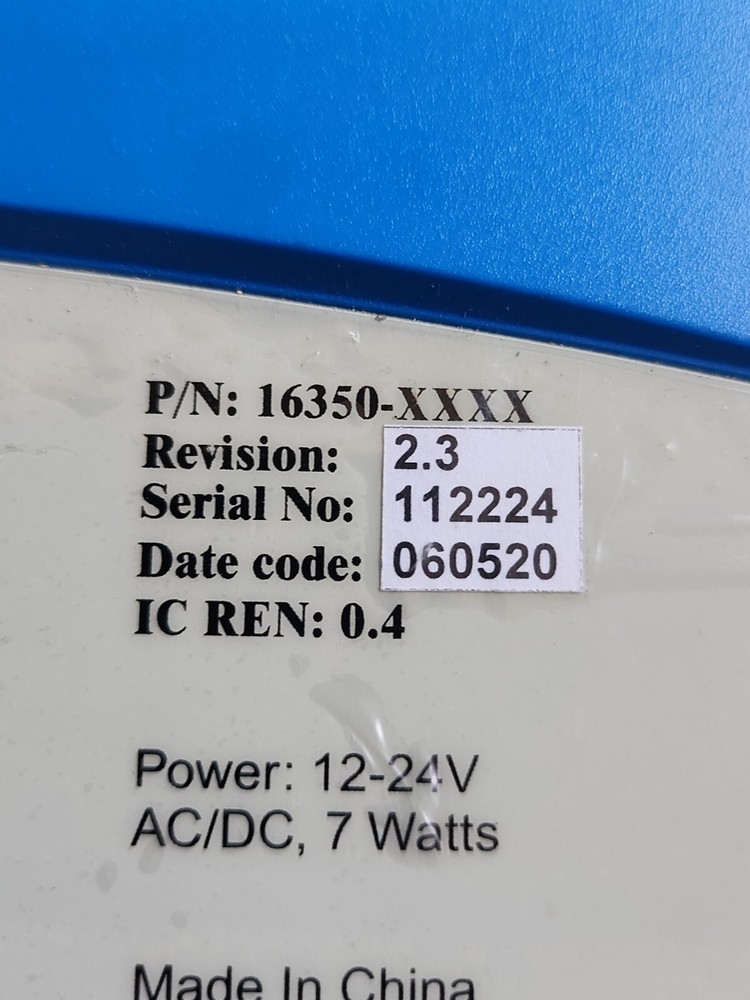 P/N: 16350-XXXX
Revision: 2.3
Serial No: 112224
Date code: 060520
IC REN: 0.4
Power: 12-24V
AC/DC, 7 Watts
Made In China